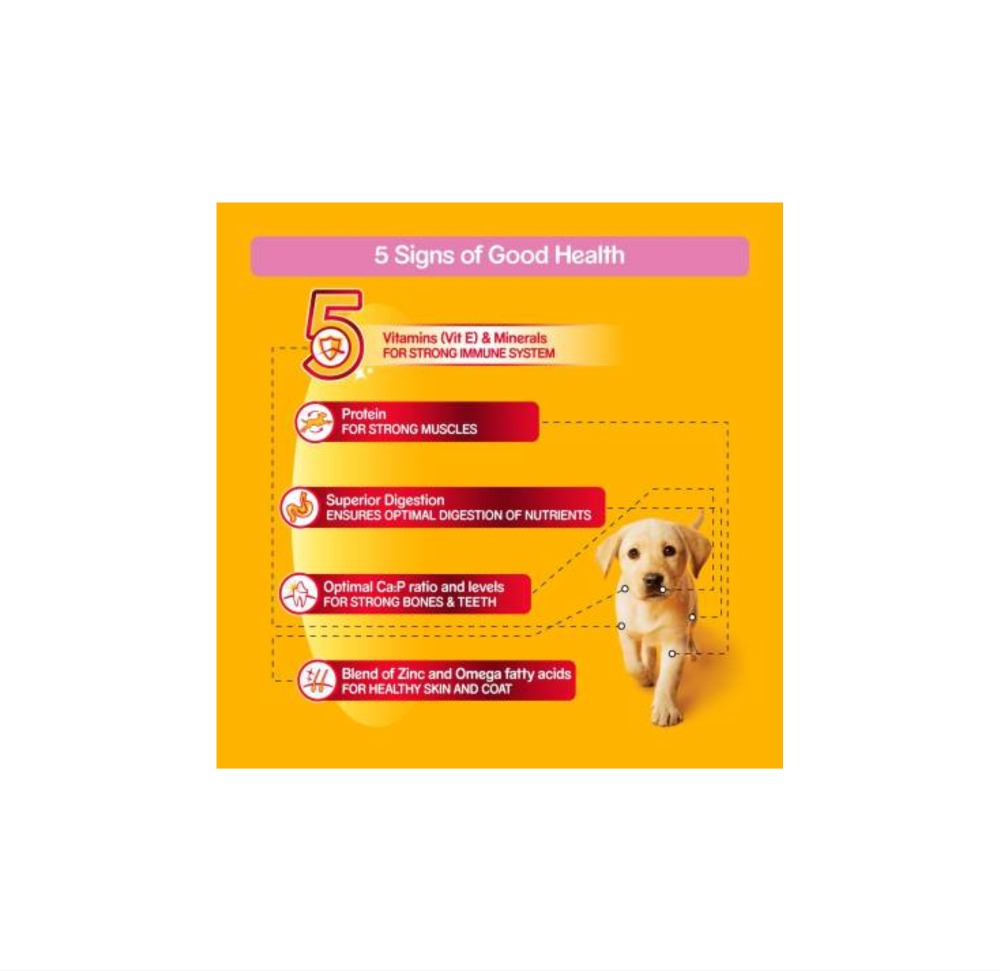 5 Signs of Good Health
5
Vitamins (Vit E) & Minerals
FOR STRONG IMMUNE SYSTEM
Protein
FOR STRONG MUSCLES
Superior Digestion
ENSURES OPTIMAL DIGESTION OF NUTRIENTS
Optimal Ca:P ratio and levels
FOR STRONG BONES & TEETH
Blend of Zinc and Omega fatty acids
FOR HEALTHY SKIN AND COAT